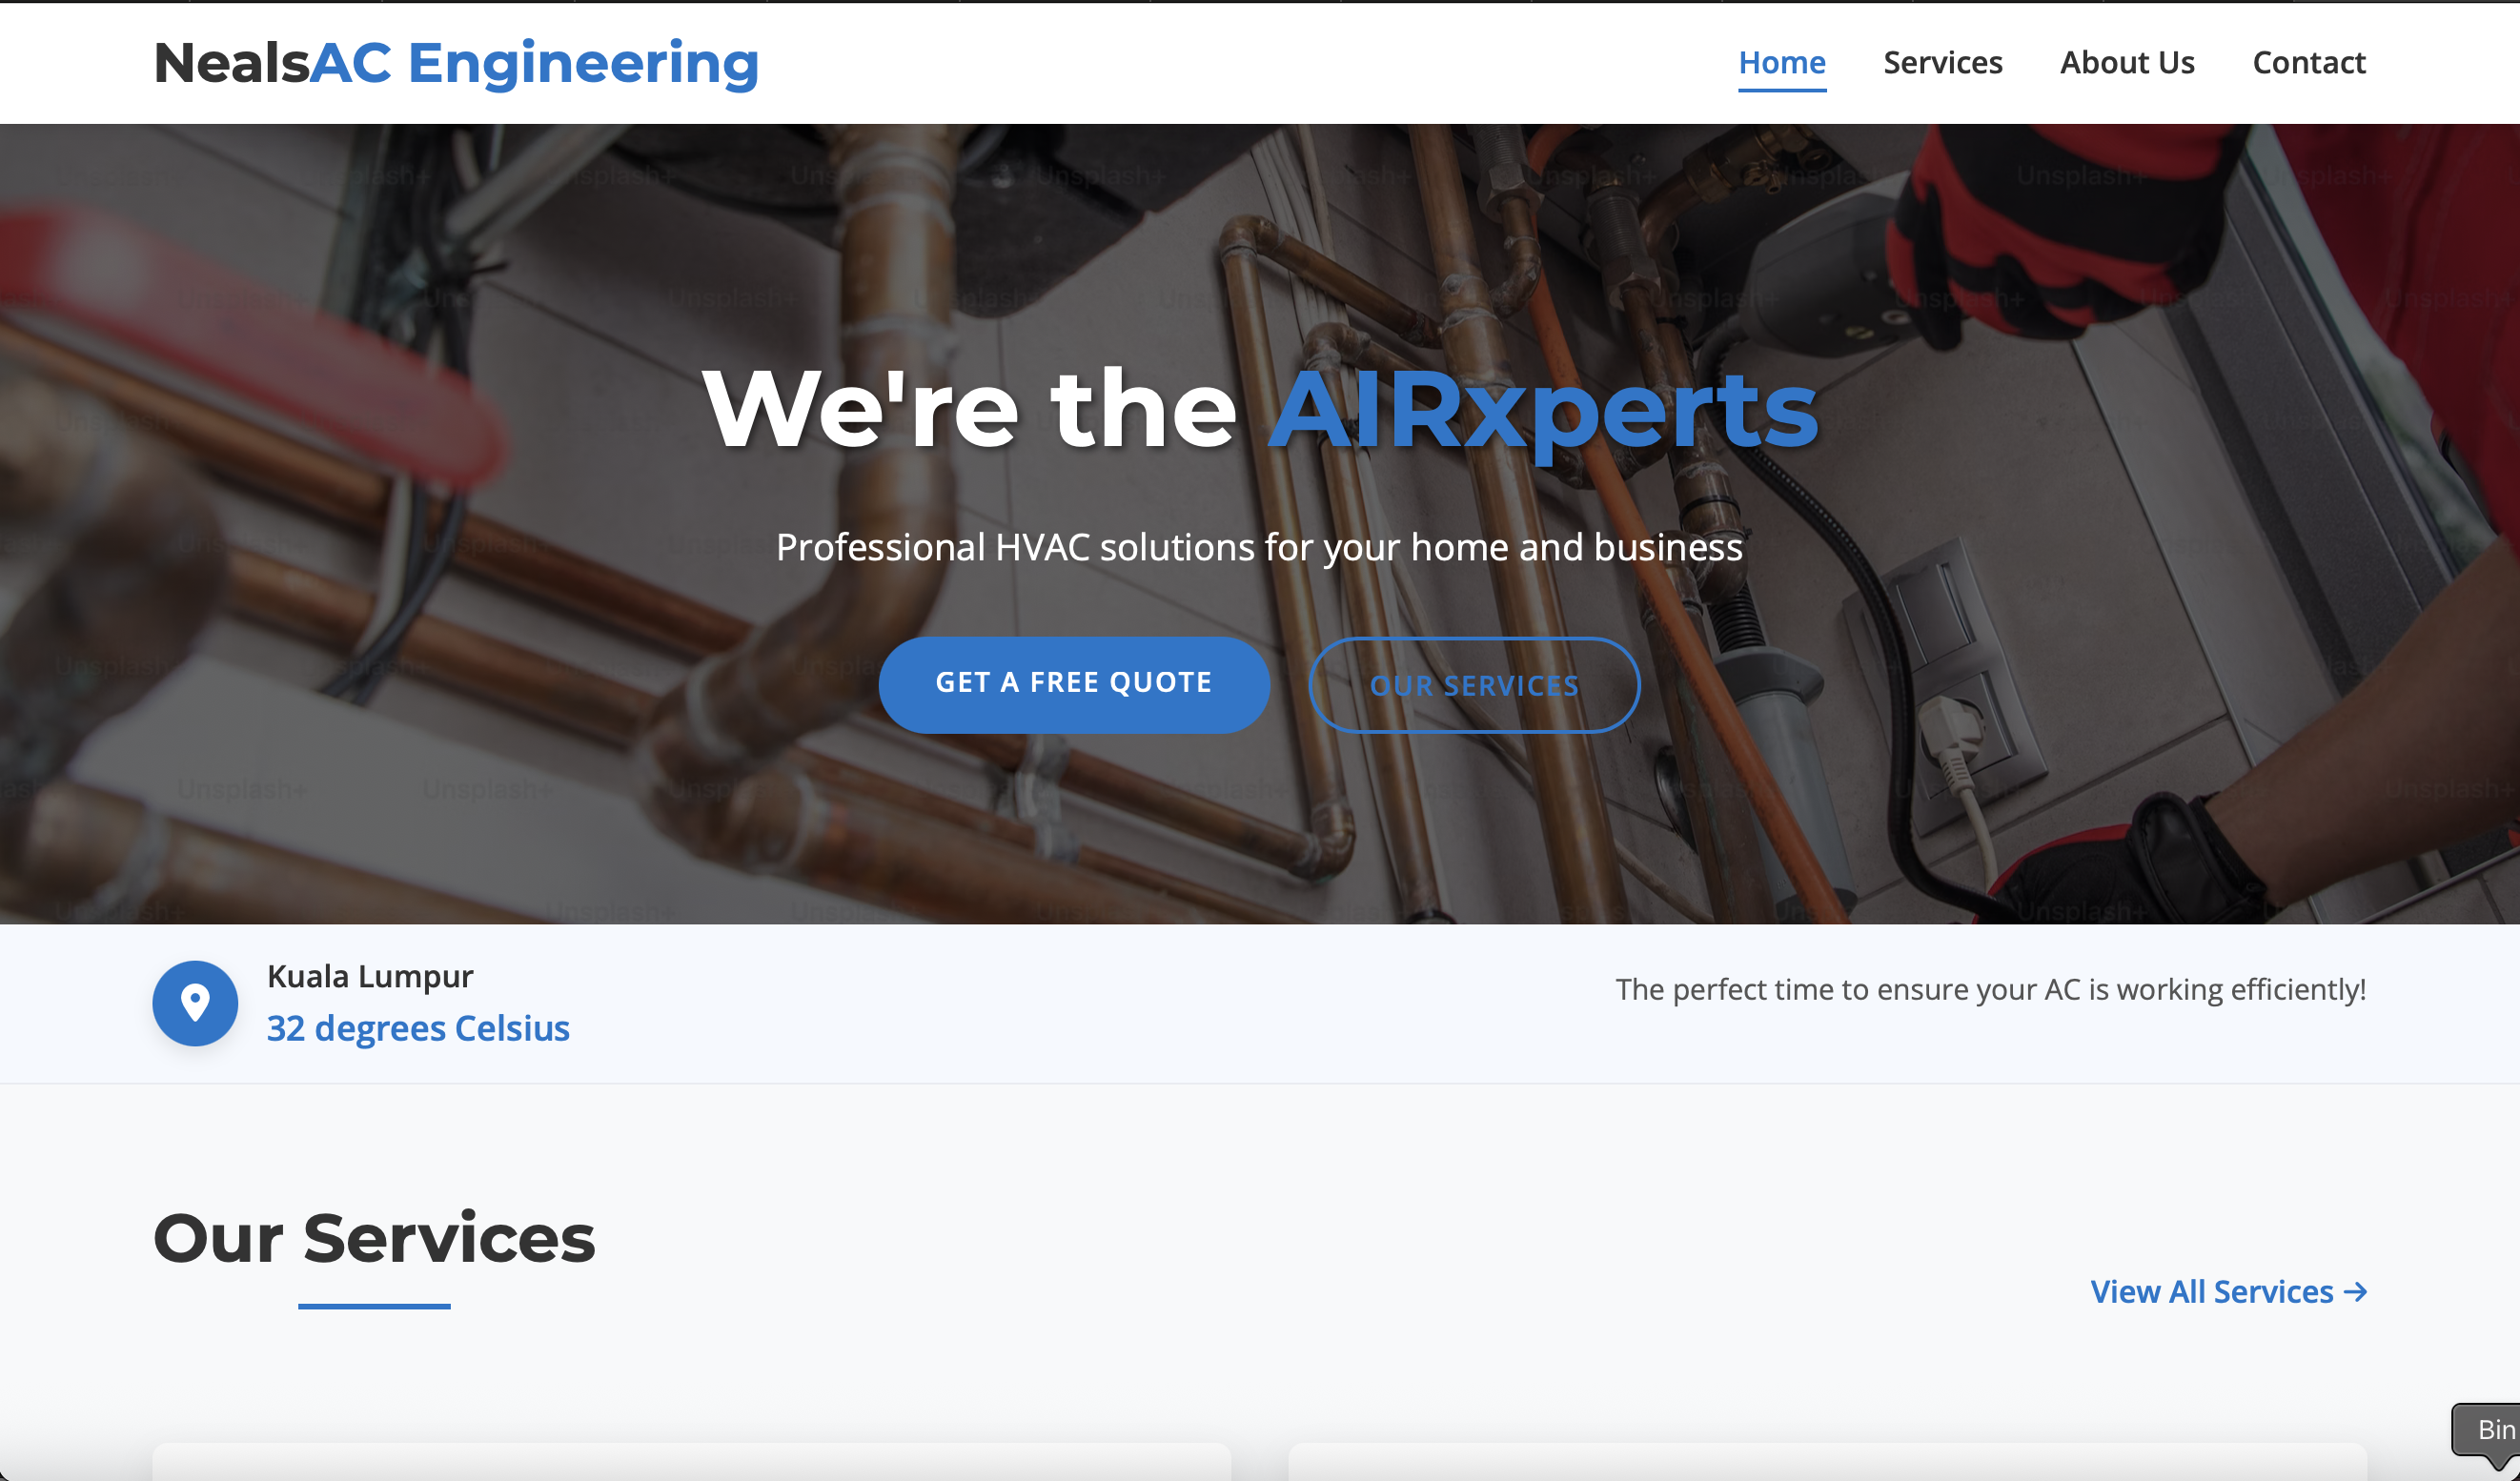 NealsAC Engineering
Home Services About Us Contact
We're the AIRxperts
Professional HVAC solutions for your home and business
GET A FREE QUOTE OUR SERVICES
Kuala Lumpur
32 degrees Celsius
The perfect time to ensure your AC is working efficiently!
Our Services
View All Services →
Bin
Unsplash+